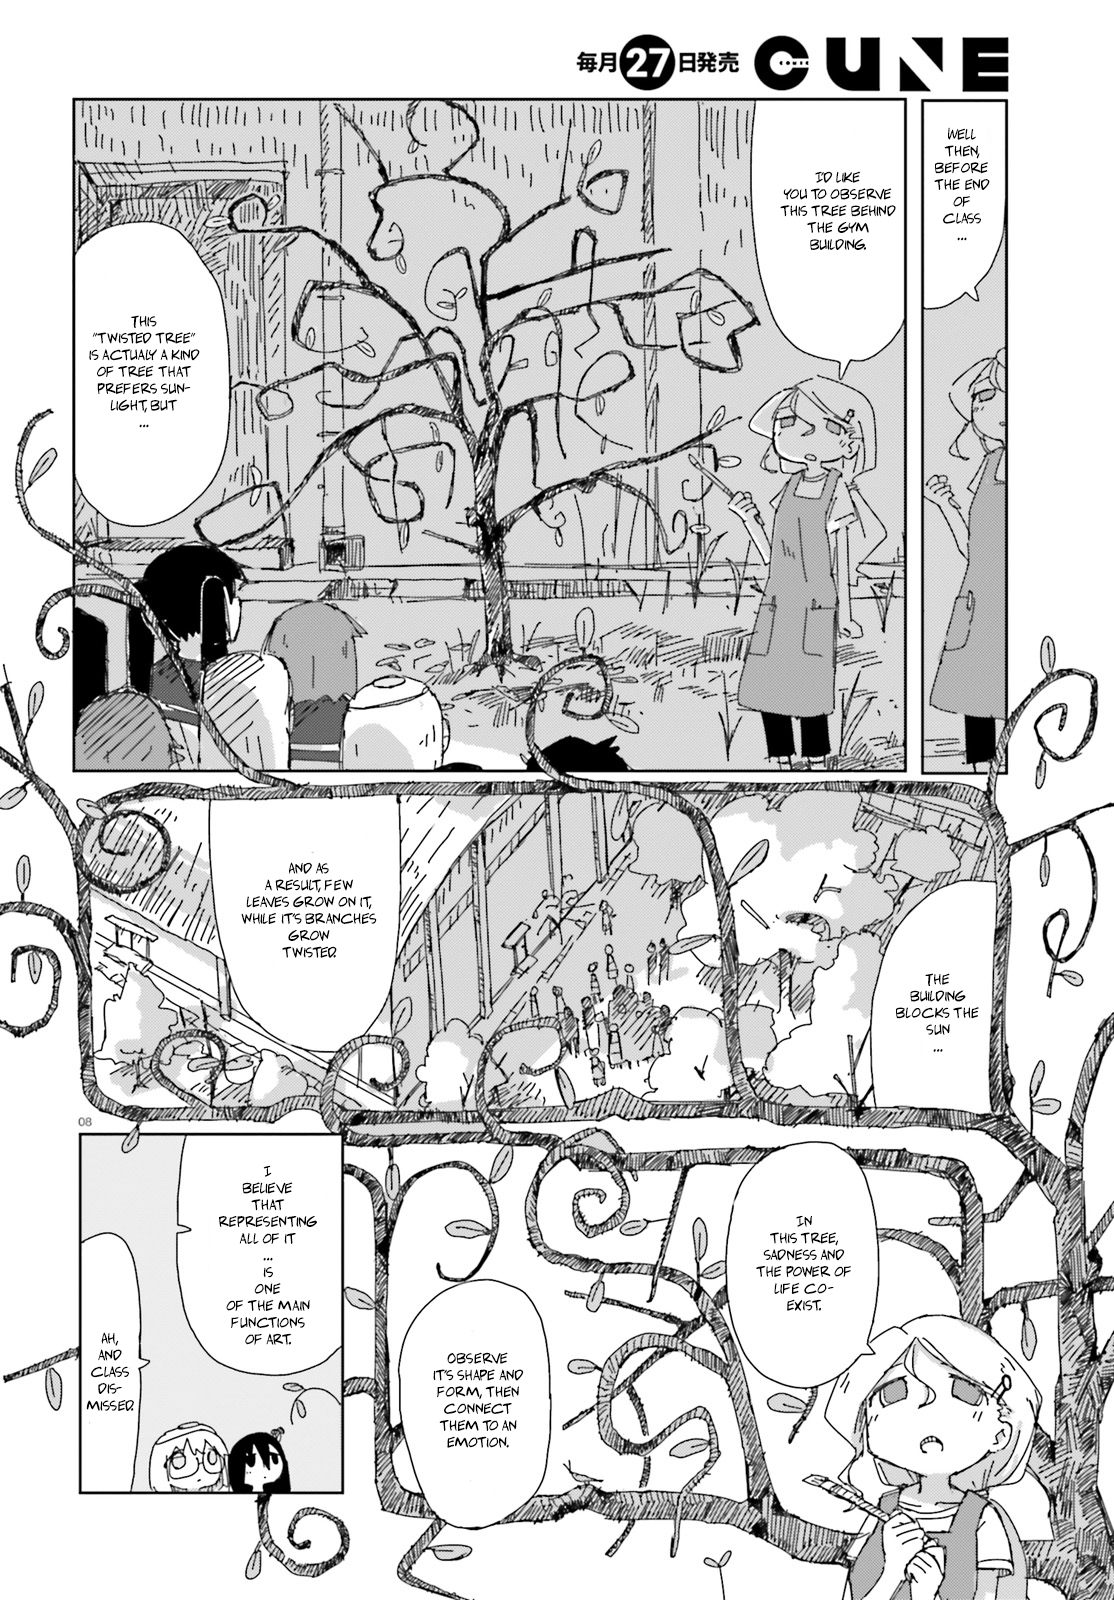 毎月27日発売 CUNE
WELL
THEN,
BEFORE
THE END
OF
CLASS
...
I'D LIKE
YOU TO OBSERVE
THIS TREE BEHIND
THE GYM
BUILDING.
THIS
"TWISTED TREE"
IS ACTUALY A KIND
OF TREE THAT
PREFERS SUN-
LIGHT, BUT
...
THE
BUILDING
BLOCKS THE
SUN
...
AND AS
A RESULT, FEW
LEAVES GROW ON IT,
WHILE IT'S BRANCHES
GROW
TWISTED.
IN
THIS TREE,
SADNESS AND
THE POWER OF
LIFE CO-
EXIST.
OBSERVE
IT'S SHAPE AND
FORM, THEN
CONNECT
THEM TO AN
EMOTION.
I
BELIEVE
THAT
REPRESENTING
ALL OF IT
...
IS
ONE
OF THE MAIN
FUNCTIONS
OF ART.
AH,
AND
CLASS
DIS-
MISSED.
08